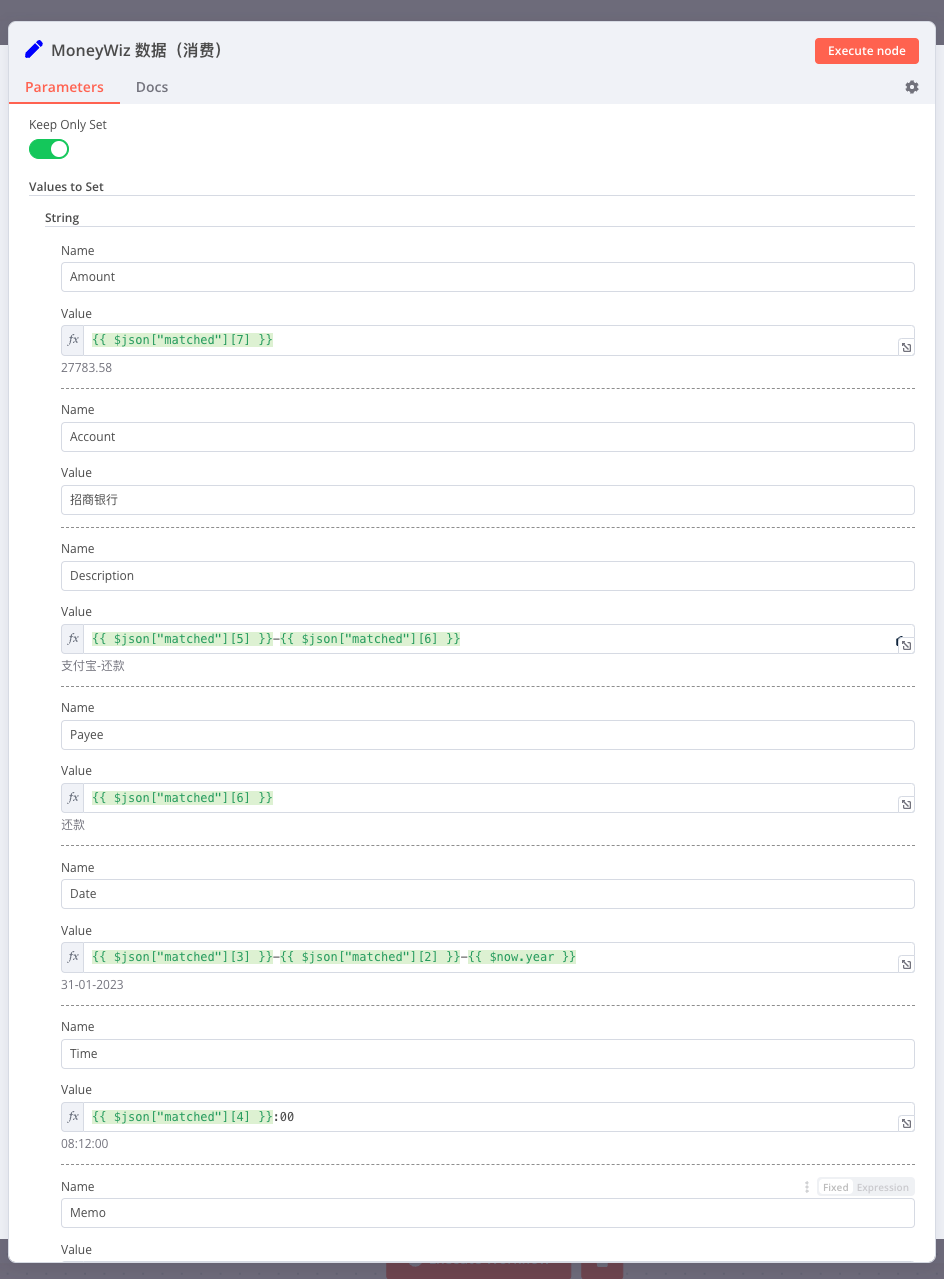 MoneyWiz 数据（消费）
Execute node
Parameters
Docs
Keep Only Set
Values to Set
String
Name
Amount
Value
fx {{ $json["matched"][7] }}
27783.58
Name
Account
Value
招商银行
Name
Description
Value
fx {{ $json["matched"][5] }}-{{ $json["matched"][6] }}
支付宝-还款
Name
Payee
Value
fx {{ $json["matched"][6] }}
还款
Name
Date
Value
fx {{ $json["matched"][3] }}-{{ $json["matched"][2] }}-{{ $now.year }}
31-01-2023
Name
Time
Value
fx {{ $json["matched"][4] }}:00
08:12:00
Name
Fixed Expression
Memo
Value